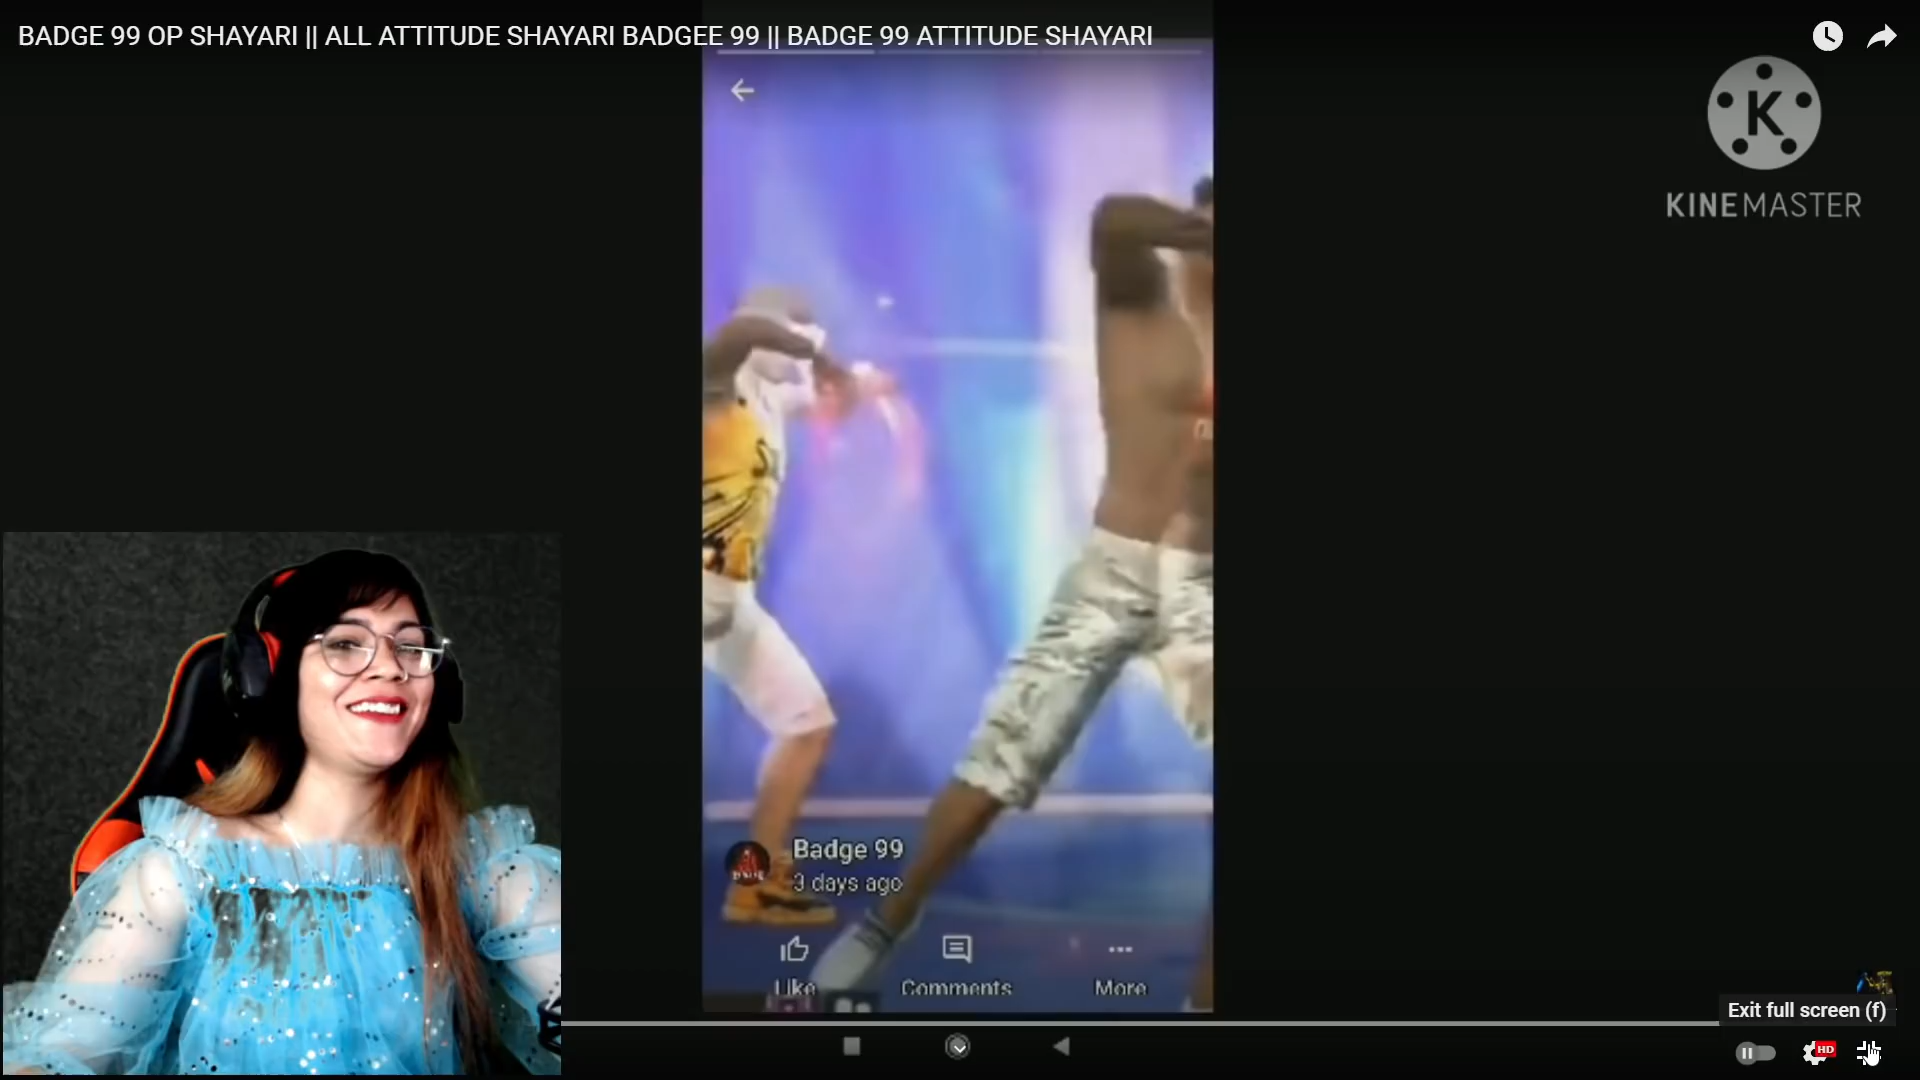 BADGE 99 OP SHAYARI || ALL ATTITUDE SHAYARI BADGEE 99 || BADGE 99 ATTITUDE SHAYARI
K
KINEMASTER
Badge 99
3 days ago
Like
Comments
More
Exit full screen (f)
HD